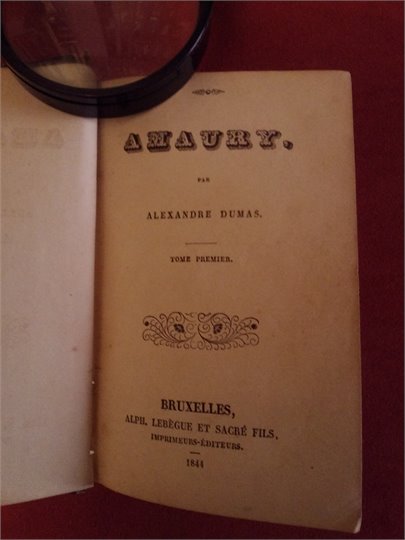 AMAURY.
PAR
ALEXANDRE DUMAS.
TOME PREMIER.
BRUXELLES,
ALPH. LEBÈGUE ET SACRÉ FILS,
IMPRIMEURS-ÉDITEURS.
1844